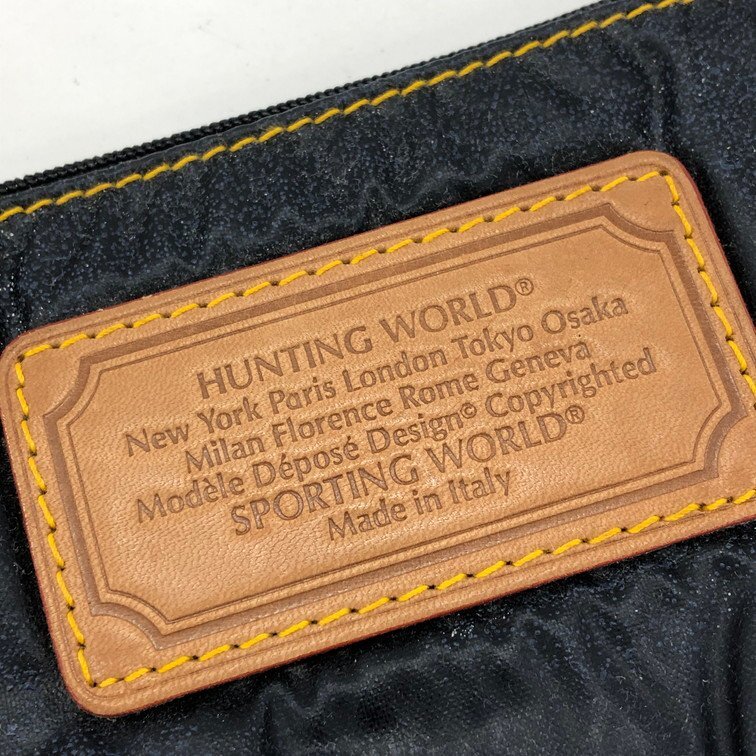 HUNTING WORLD®
New York Paris London Tokyo Osaka
Milan Florence Rome Geneva
Modèle Déposé Design© Copyrighted
SPORTING WORLD®
Made in Italy